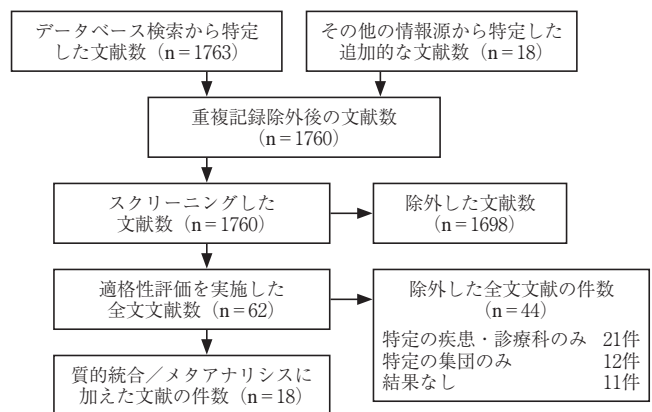 データベース検索から特定
した文献数（n＝1763）
その他の情報源から特定した
追加的な文献数（n＝18）
重複記録除外後の文献数
（n＝1760）
スクリーニングした
文献数（n＝1760）
除外した文献数
（n＝1698）
適格性評価を実施した
全文文献数（n＝62）
除外した全文文献の件数
（n＝44）
特定の疾患・診療科のみ 21件
特定の集団のみ 12件
結果なし 11件
質的統合／メタアナリシスに
加えた文献の件数（n＝18）